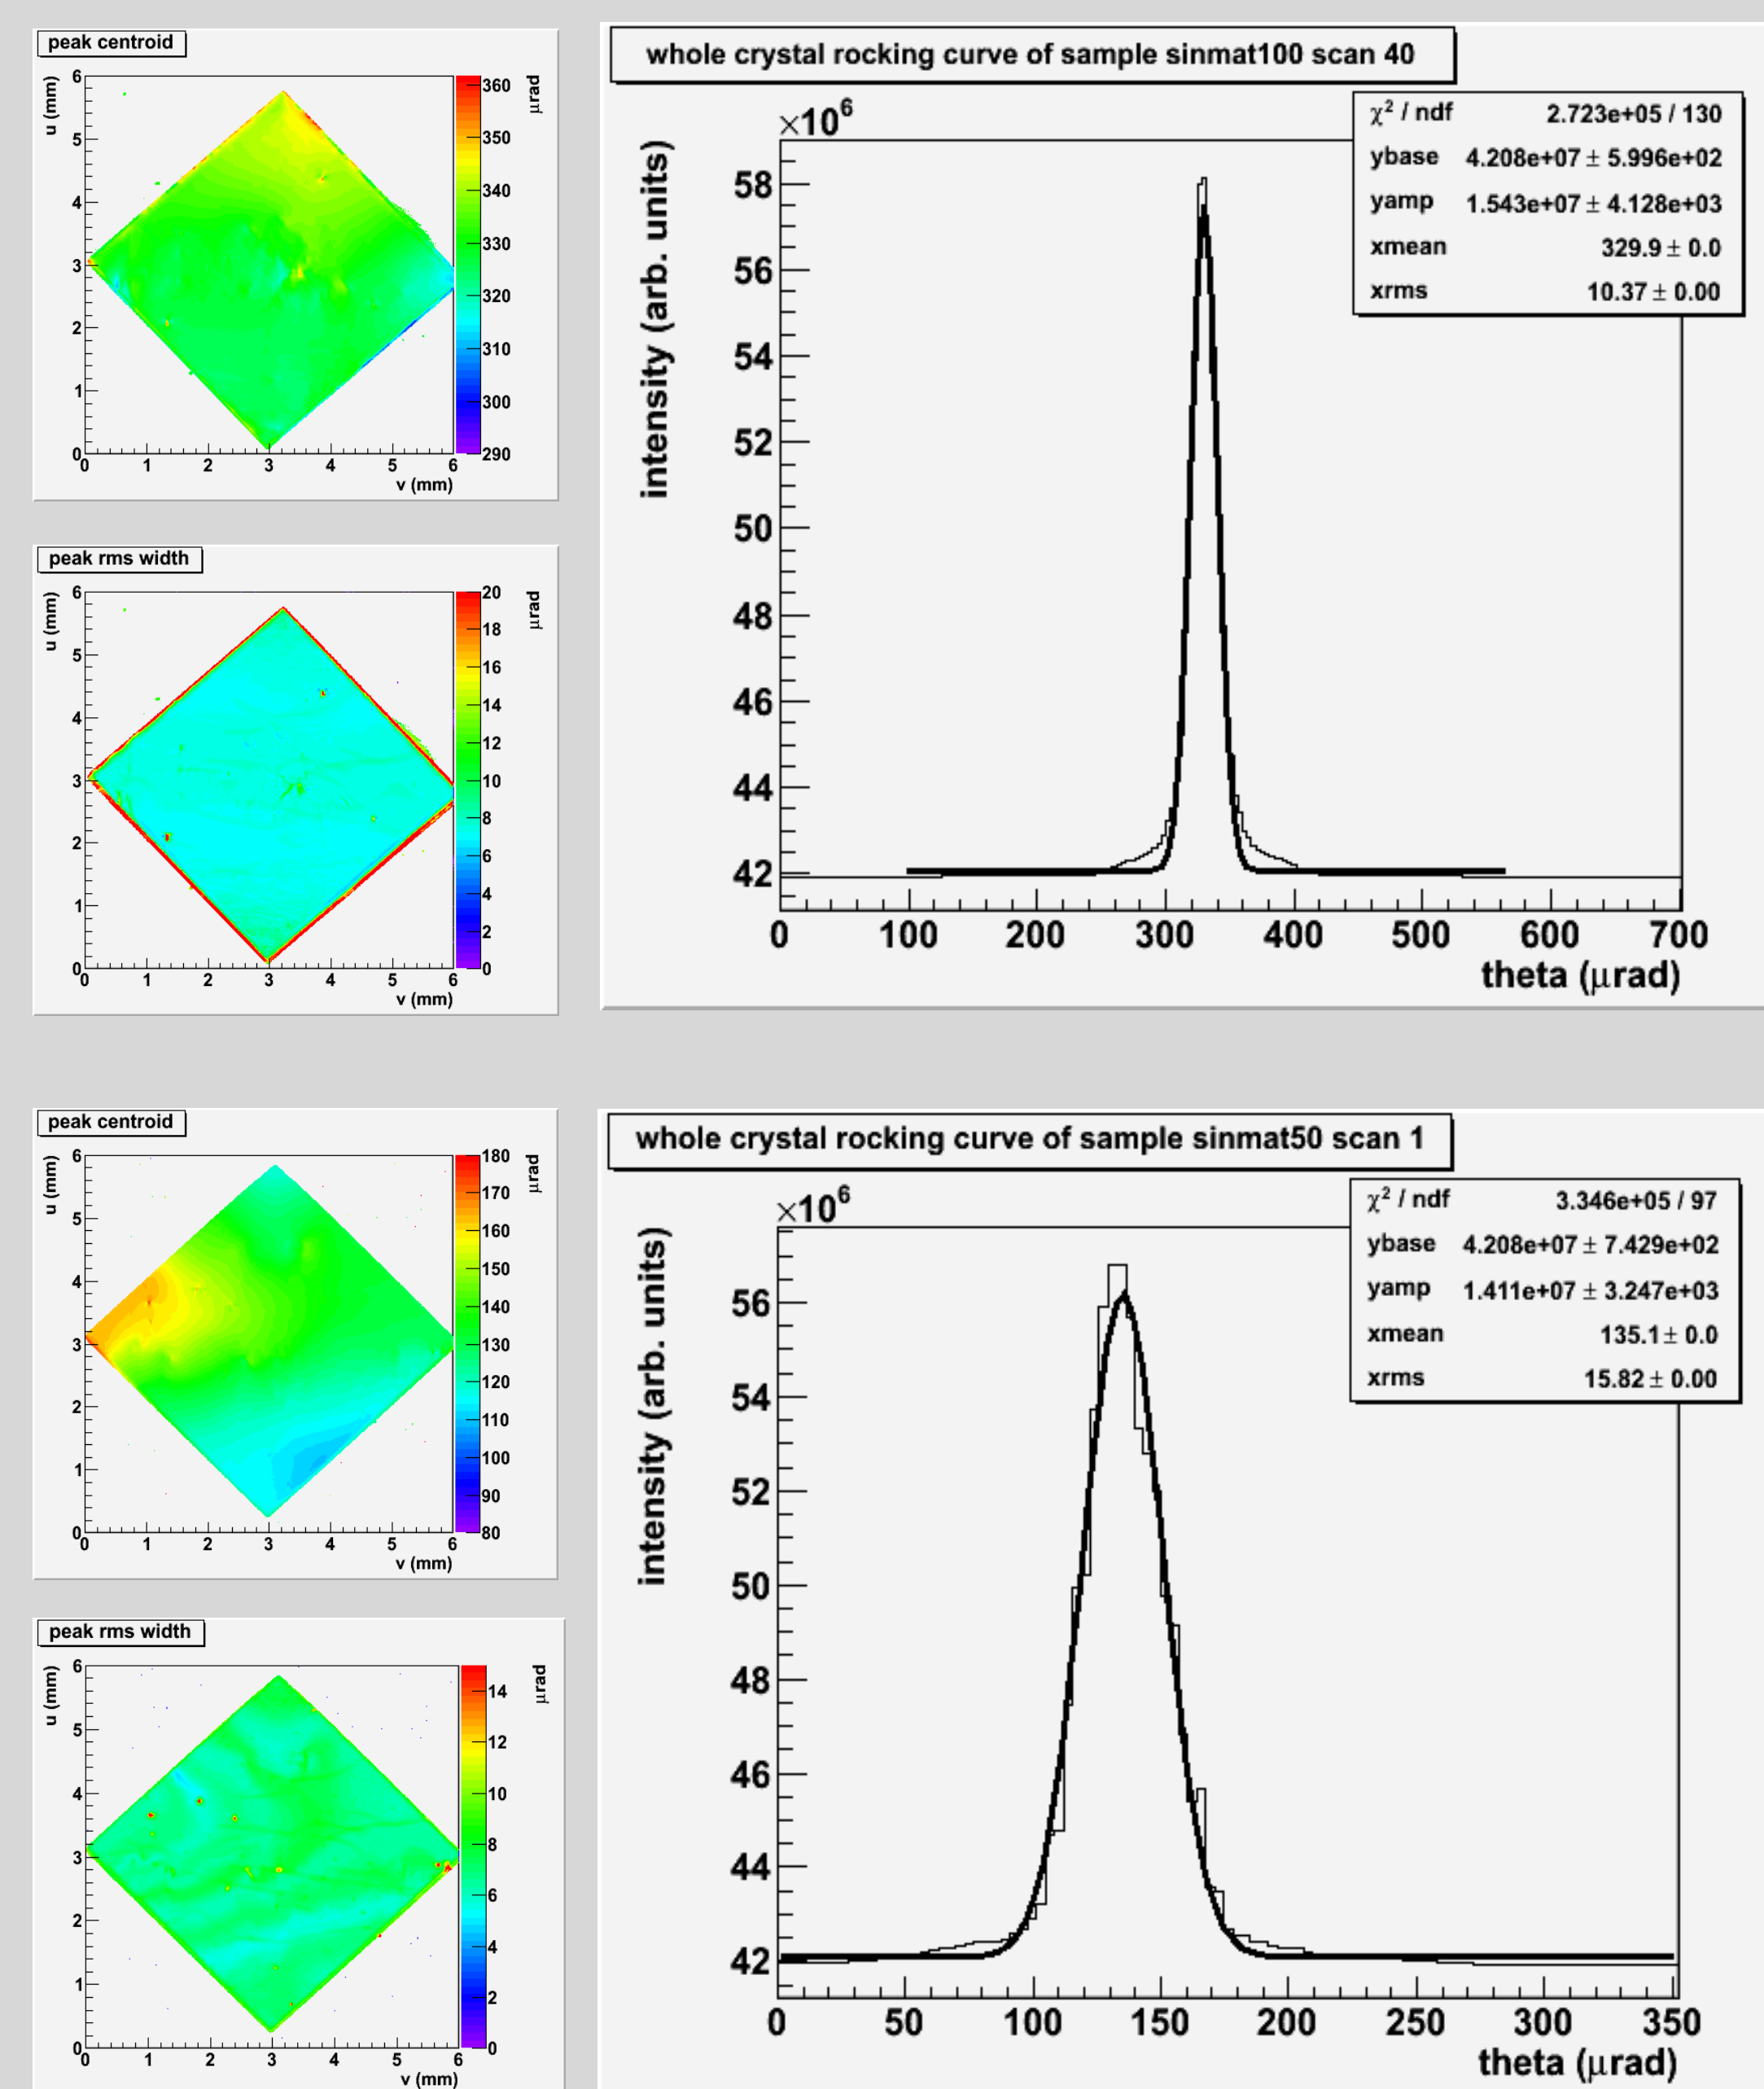 peak centroid
u (mm)
6
5
4
3
2
1
0
0 1 2 3 4 5 6
v (mm)
360
350
340
330
320
310
300
290
μrad
whole crystal rocking curve of sample sinmat100 scan 40
×10⁶
intensity (arb. units)
58
56
54
52
50
48
46
44
42
0 100 200 300 400 500 600 700
theta (μrad)
χ² / ndf 2.723e+05 / 130
ybase 4.208e+07 ± 5.996e+02
yamp 1.543e+07 ± 4.128e+03
xmean 329.9 ± 0.0
xrms 10.37 ± 0.00
peak rms width
u (mm)
6
5
4
3
2
1
0
0 1 2 3 4 5 6
v (mm)
20
18
16
14
12
10
8
6
4
2
0
μrad
peak centroid
u (mm)
6
5
4
3
2
1
0
0 1 2 3 4 5 6
v (mm)
180
170
160
150
140
130
120
110
100
90
80
μrad
whole crystal rocking curve of sample sinmat50 scan 1
×10⁶
intensity (arb. units)
56
54
52
50
48
46
44
42
0 50 100 150 200 250 300 350
theta (μrad)
χ² / ndf 3.346e+05 / 97
ybase 4.208e+07 ± 7.429e+02
yamp 1.411e+07 ± 3.247e+03
xmean 135.1 ± 0.0
xrms 15.82 ± 0.00
peak rms width
u (mm)
6
5
4
3
2
1
0
0 1 2 3 4 5 6
v (mm)
14
12
10
8
6
4
2
0
μrad